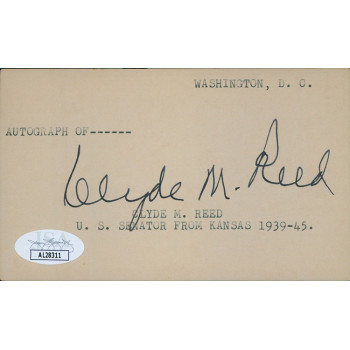 WASHINGTON, D. C.
AUTOGRAPH OF------
Clyde M. Reed
CLYDE M. REED
U. S. SENATOR FROM KANSAS 1939-45.
JSA
AL28311